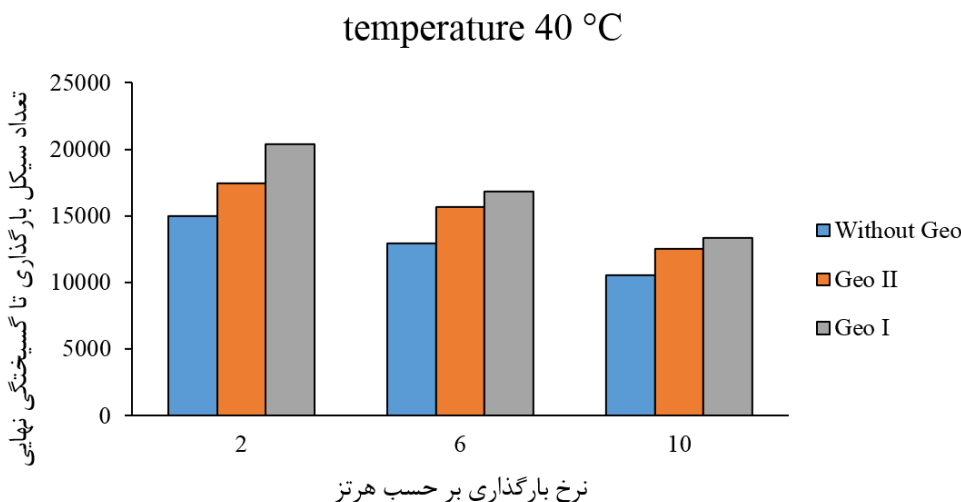 temperature 40 °C
تعداد سیکل بارگذاری تا گسیختگی نهایی
25000
20000
15000
10000
5000
0
2 6 10
نرخ بارگذاری بر حسب هرتز
Without Geo
Geo II
Geo I